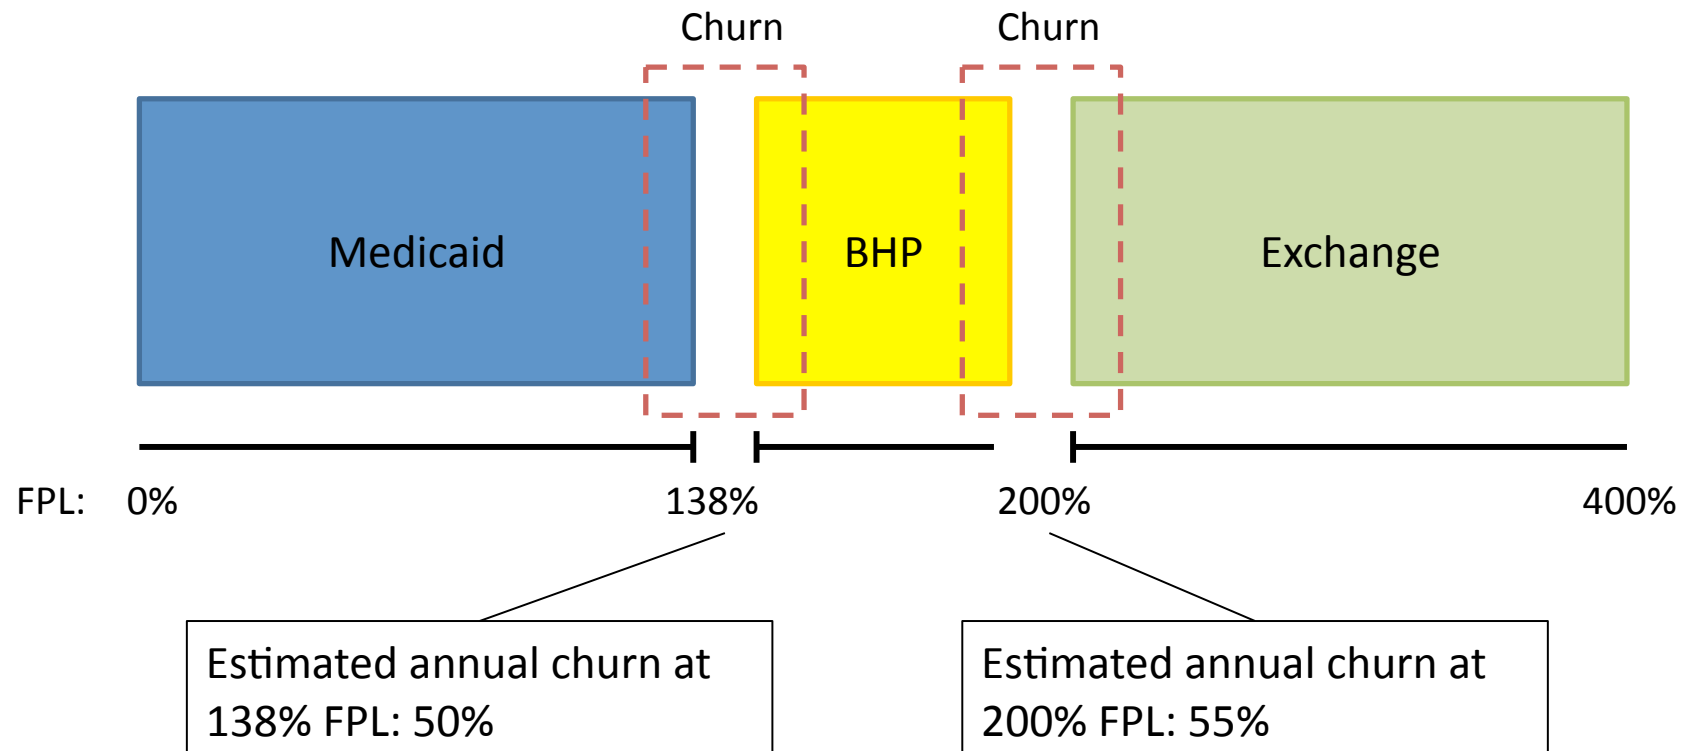 Churn Churn
Medicaid BHP Exchange
FPL: 0% 138% 200% 400%
Estimated annual churn at
138% FPL: 50%
Estimated annual churn at
200% FPL: 55%